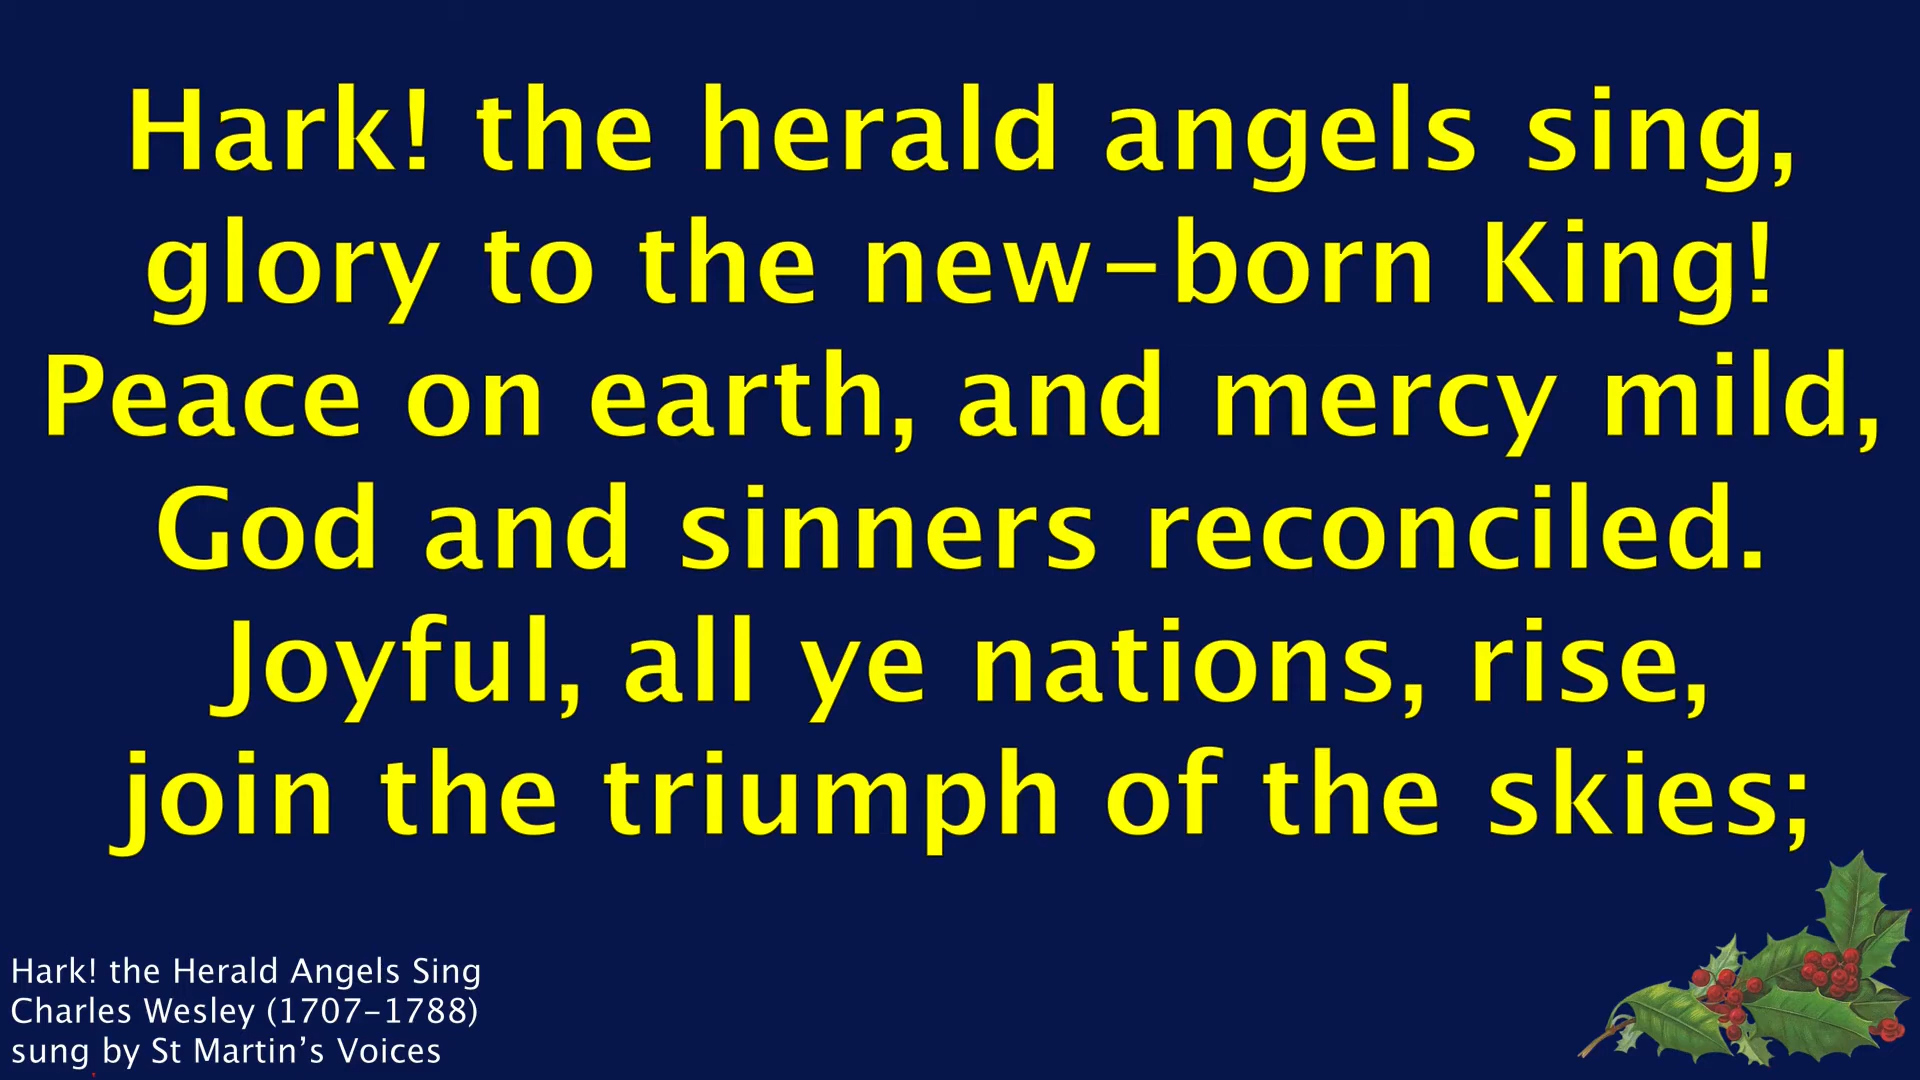 Hark! the herald angels sing,
glory to the new-born King!
Peace on earth, and mercy mild,
God and sinners reconciled.
Joyful, all ye nations, rise,
join the triumph of the skies;
Hark! the Herald Angels Sing
Charles Wesley (1707-1788)
sung by St Martin’s Voices